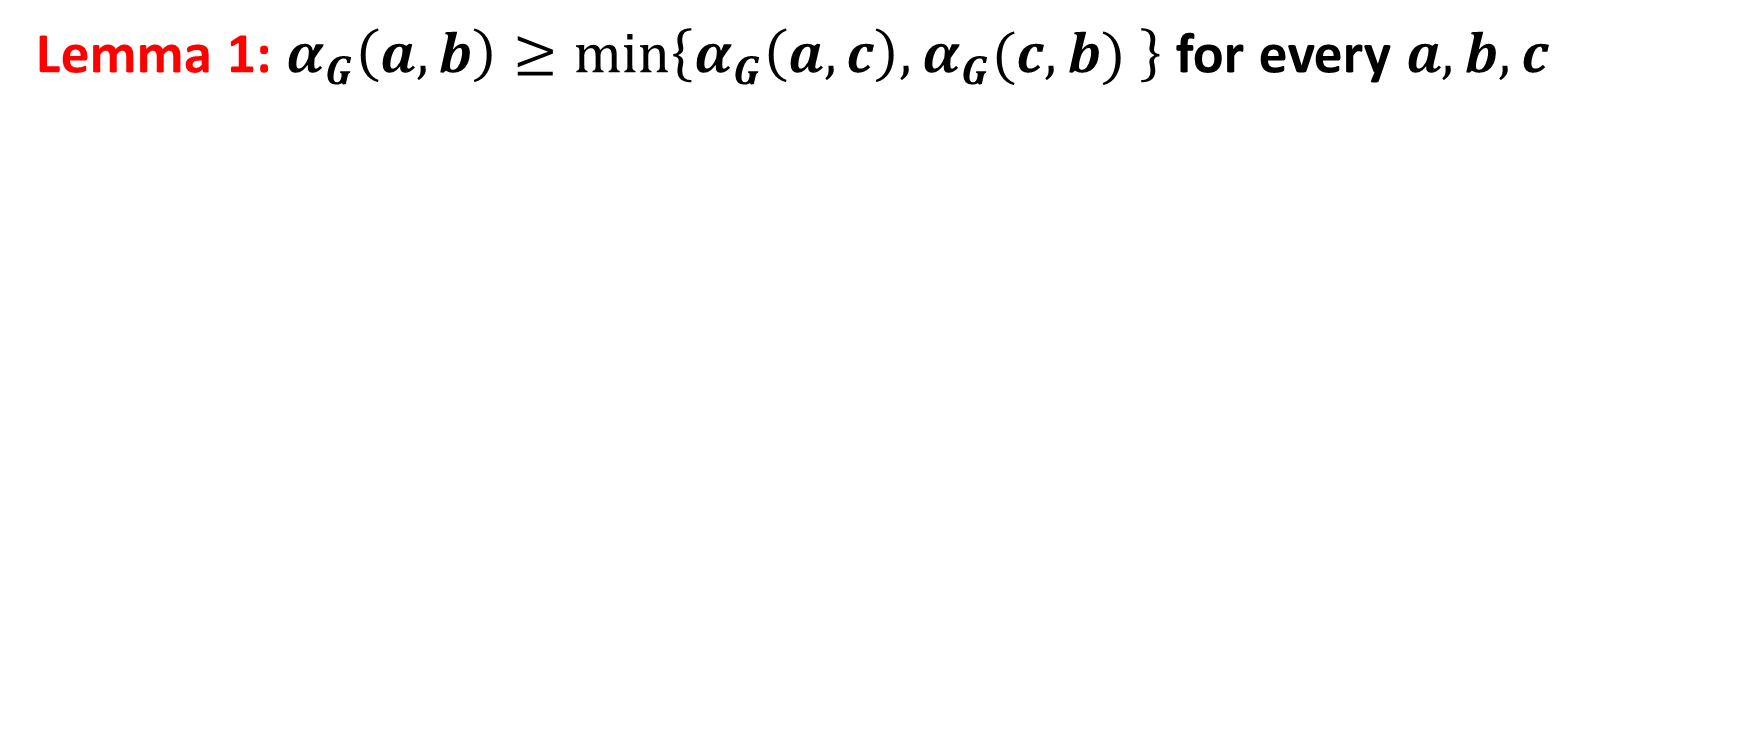 Lemma 1: α_G(a, b) ≥ min{α_G(a, c), α_G(c, b) } for every a, b, c